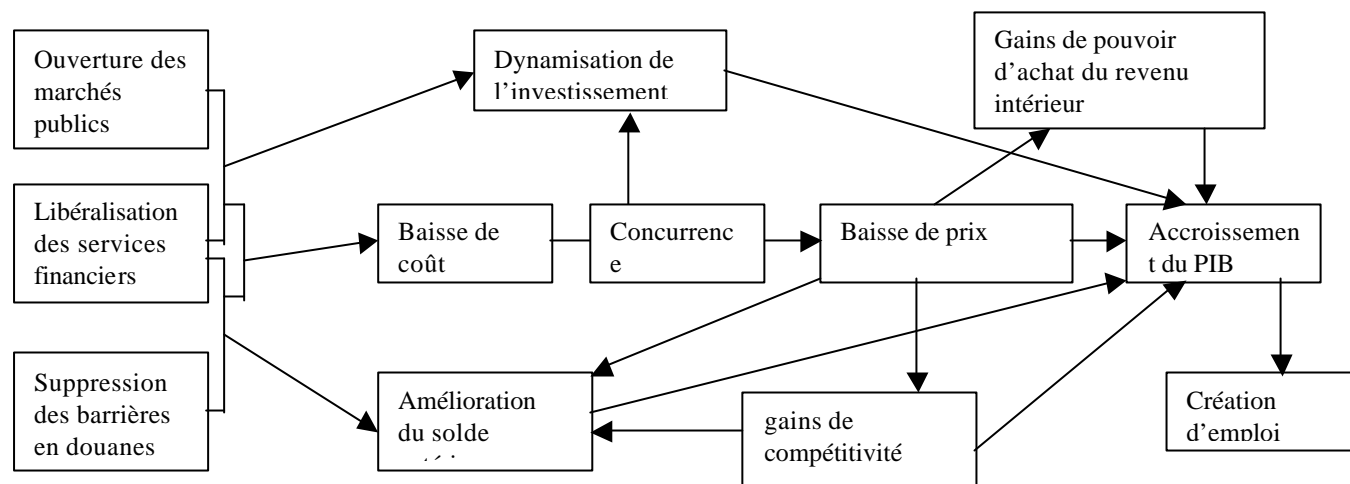 Ouverture des
marchés
publics
Dynamisation de
l’investissement
Gains de pouvoir
d’achat du revenu
intérieur
Libéralisation
des services
financiers
Baisse de
coût
Concurrenc
e
Baisse de prix
Accroissemen
t du PIB
Suppression
des barrières
en douanes
Amélioration
du solde
gains de
compétitivité
Création
d’emploi